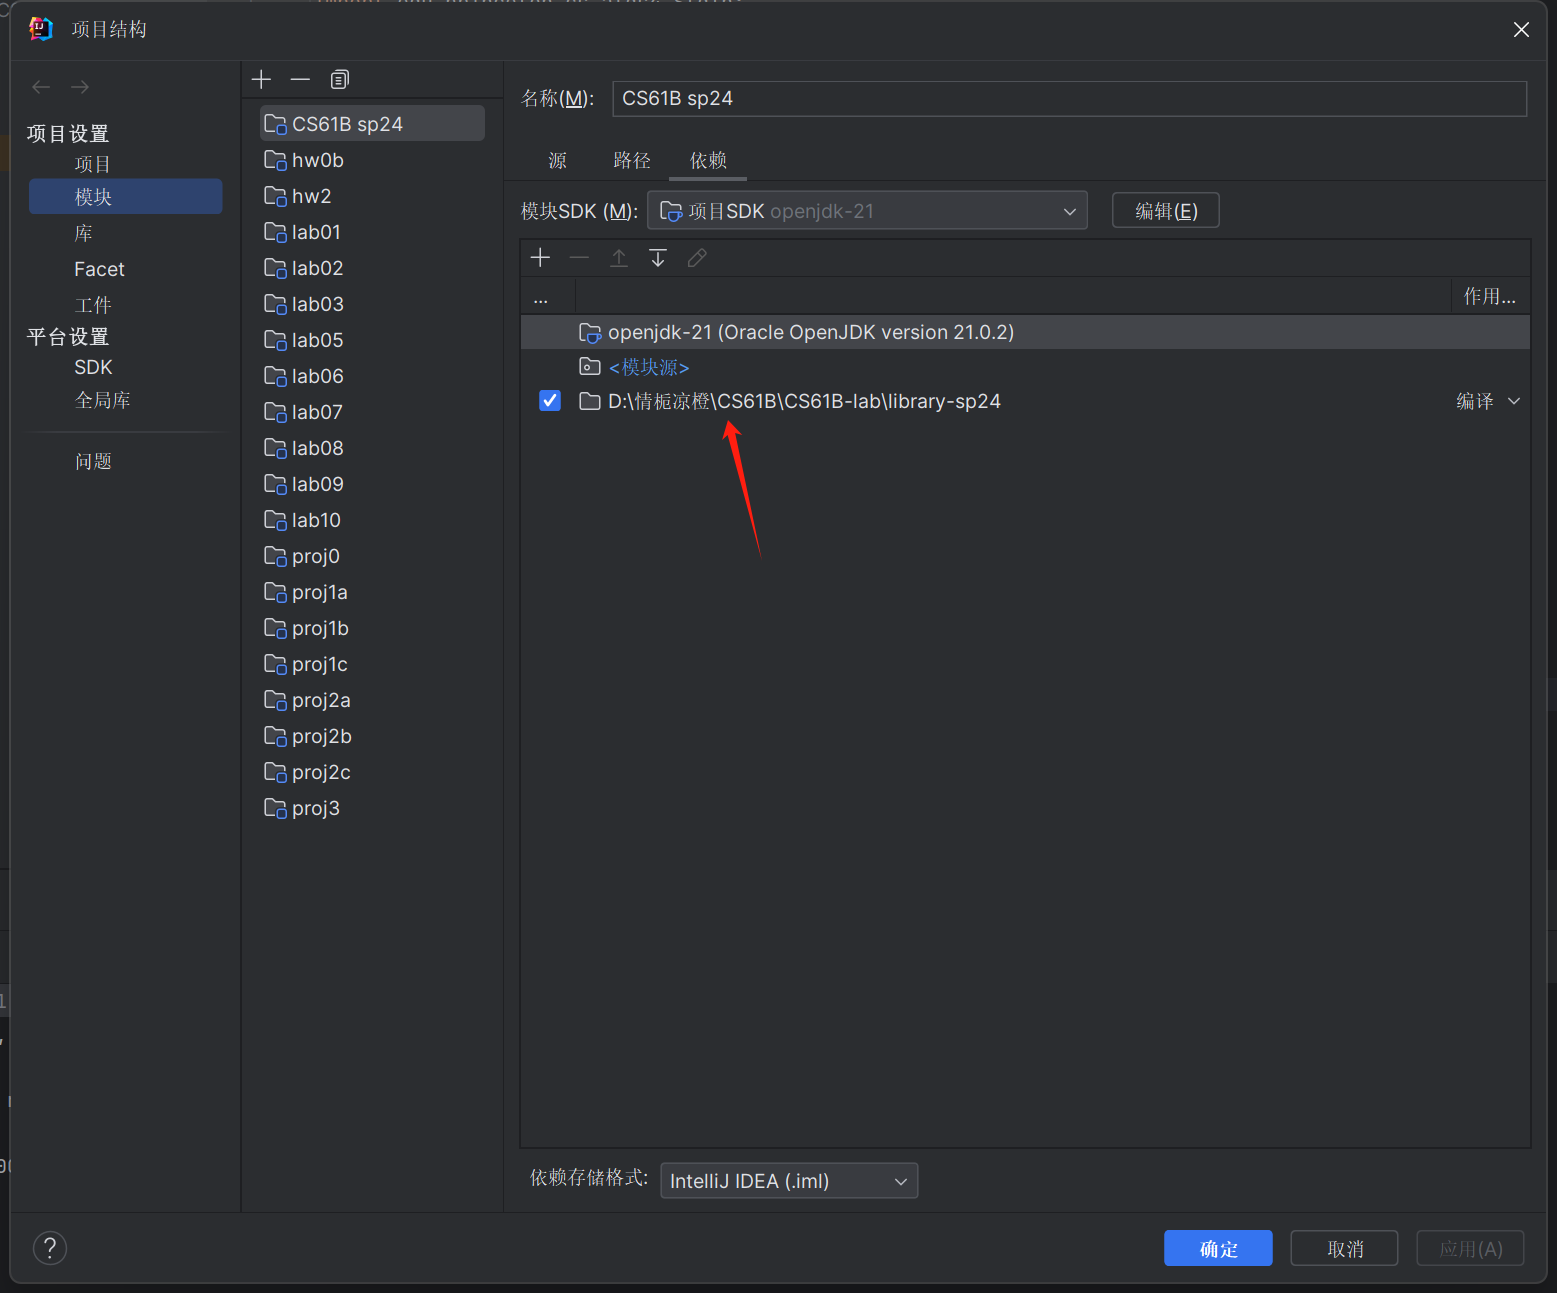 项目结构
项目设置
项目
模块
库
Facet
工件
平台设置
SDK
全局库
问题
CS61B sp24
hw0b
hw2
lab01
lab02
lab03
lab05
lab06
lab07
lab08
lab09
lab10
proj0
proj1a
proj1b
proj1c
proj2a
proj2b
proj2c
proj3
名称(M): CS61B sp24
源 路径 依赖
模块SDK (M): 项目SDK openjdk-21 编辑(E)
... 作用...
openjdk-21 (Oracle OpenJDK version 21.0.2)
<模块源>
D:\情栀凉橙\CS61B\CS61B-lab\library-sp24 编译
依赖存储格式: IntelliJ IDEA (.iml)
? 确定 取消 应用(A)